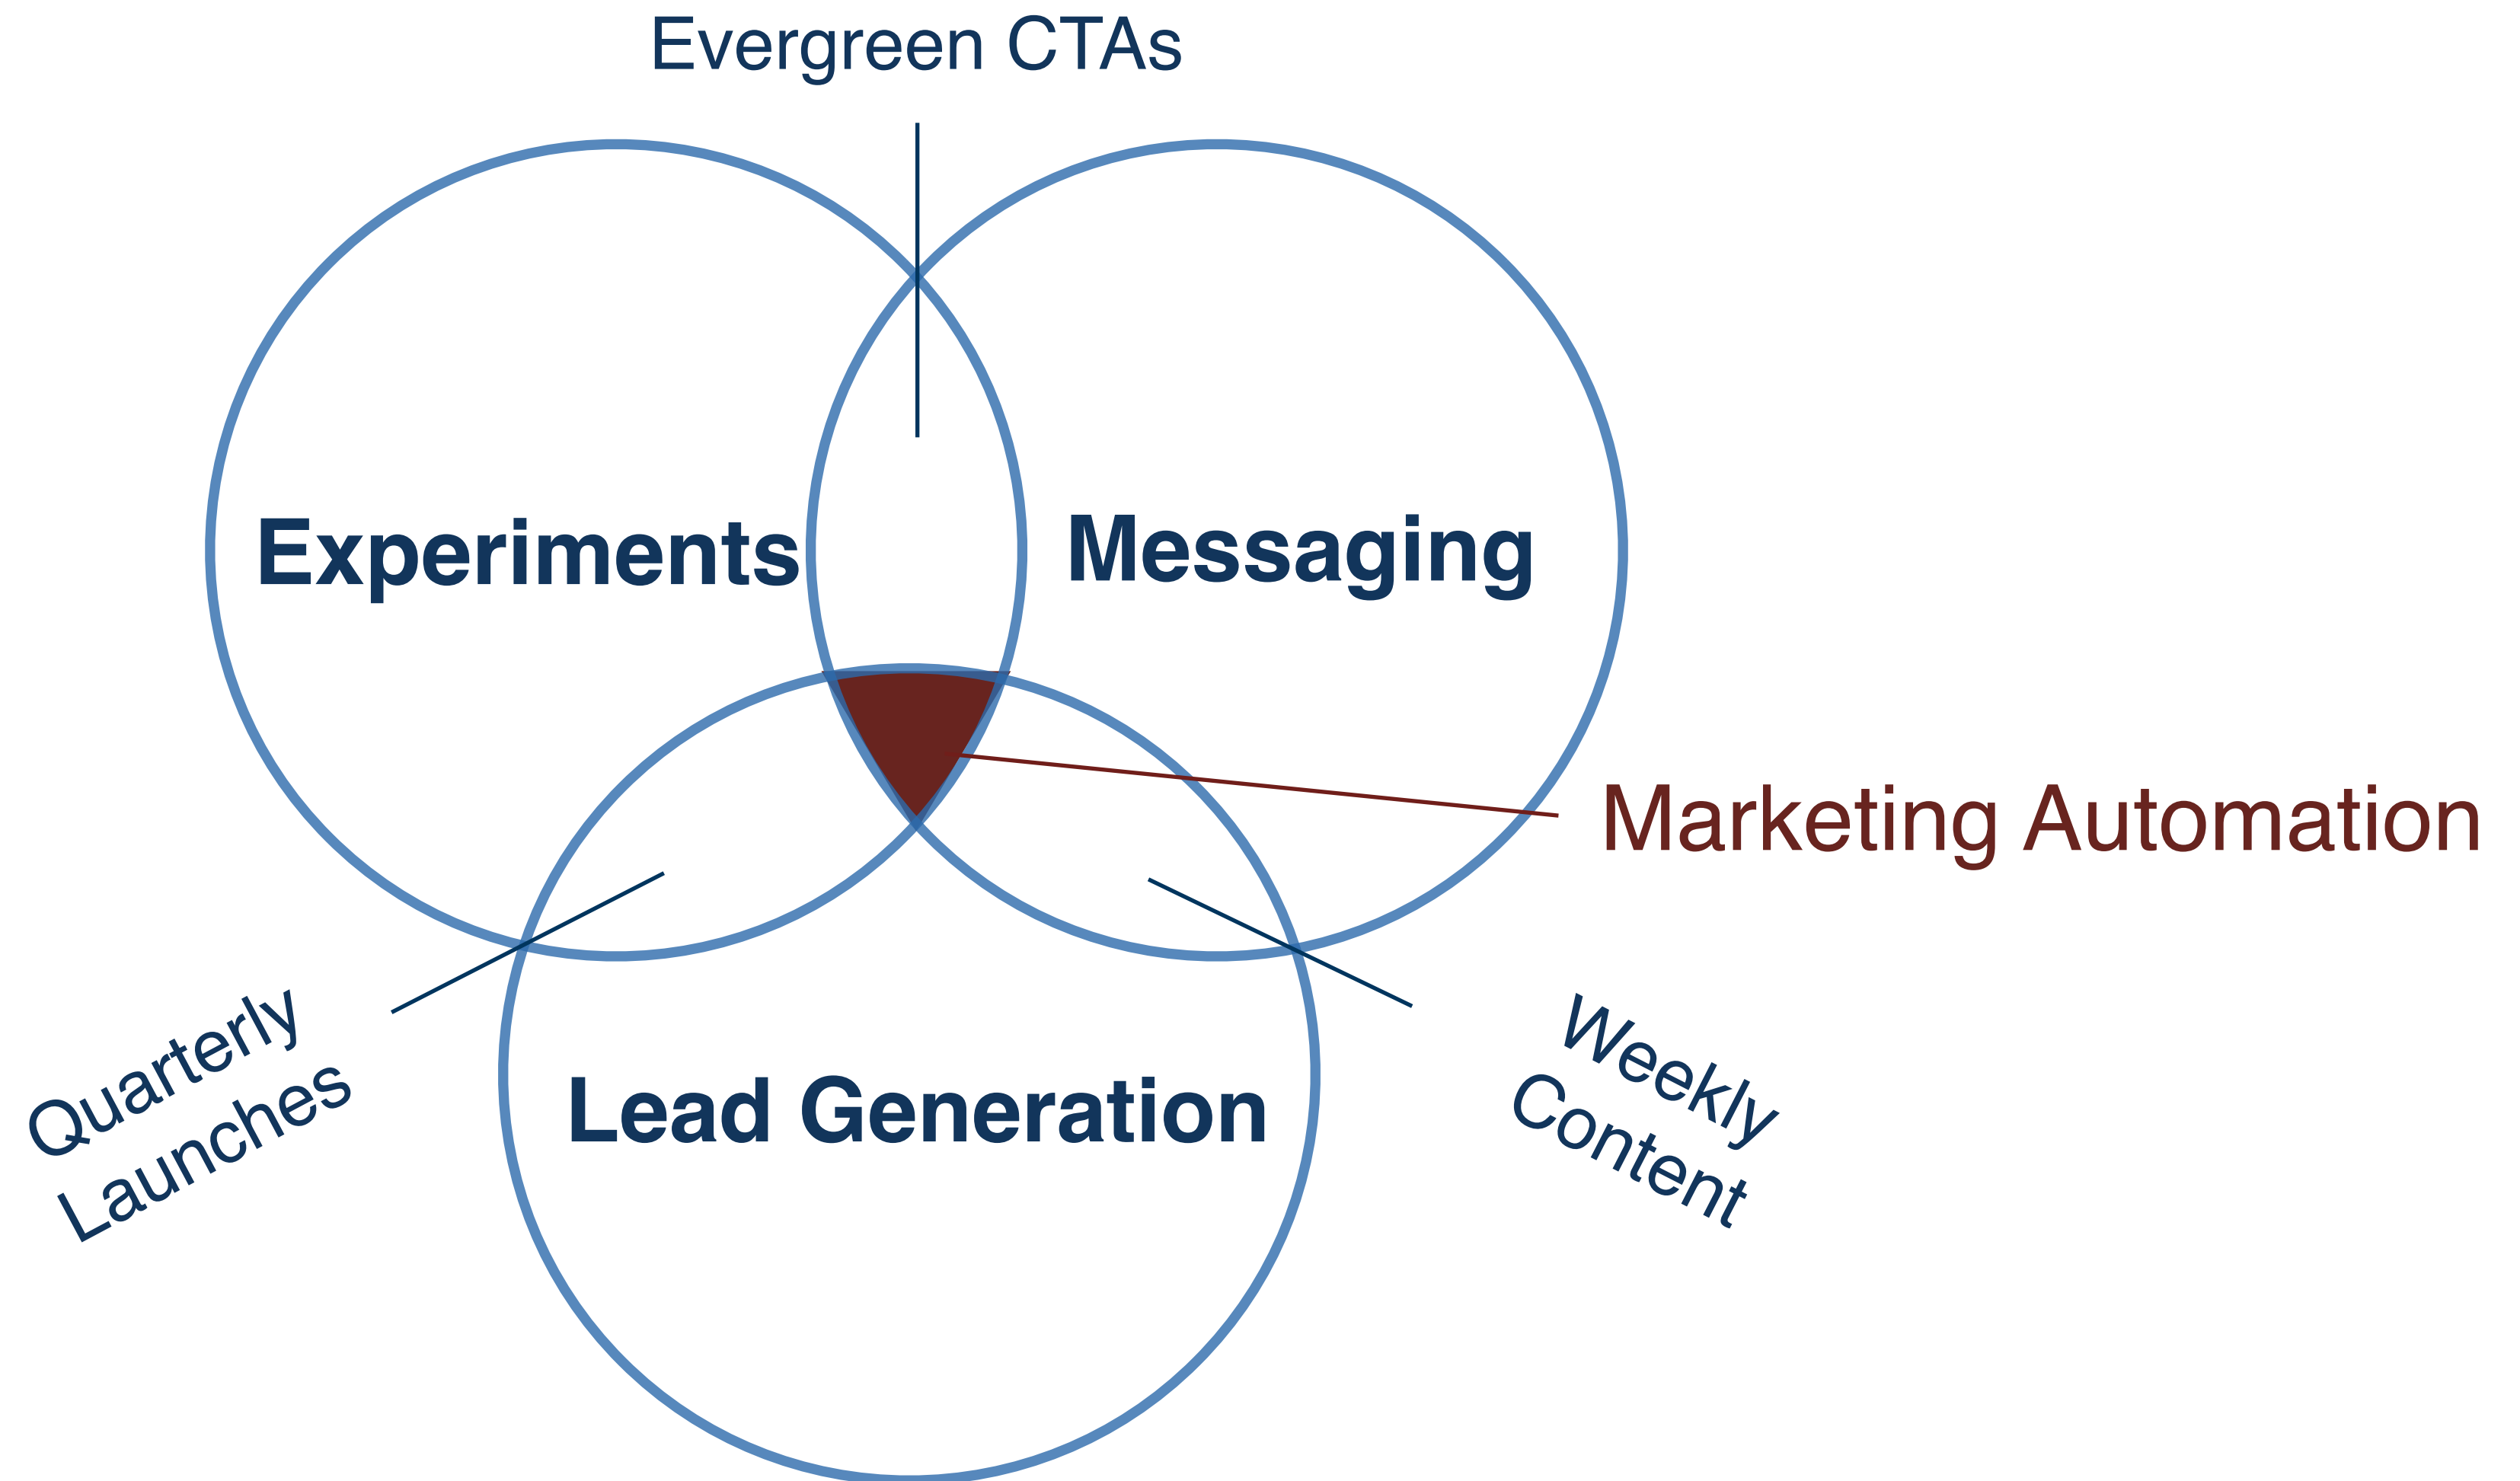 Evergreen CTAs
Experiments
Messaging
Marketing Automation
Quarterly
Launches
Lead Generation
Weekly
Content